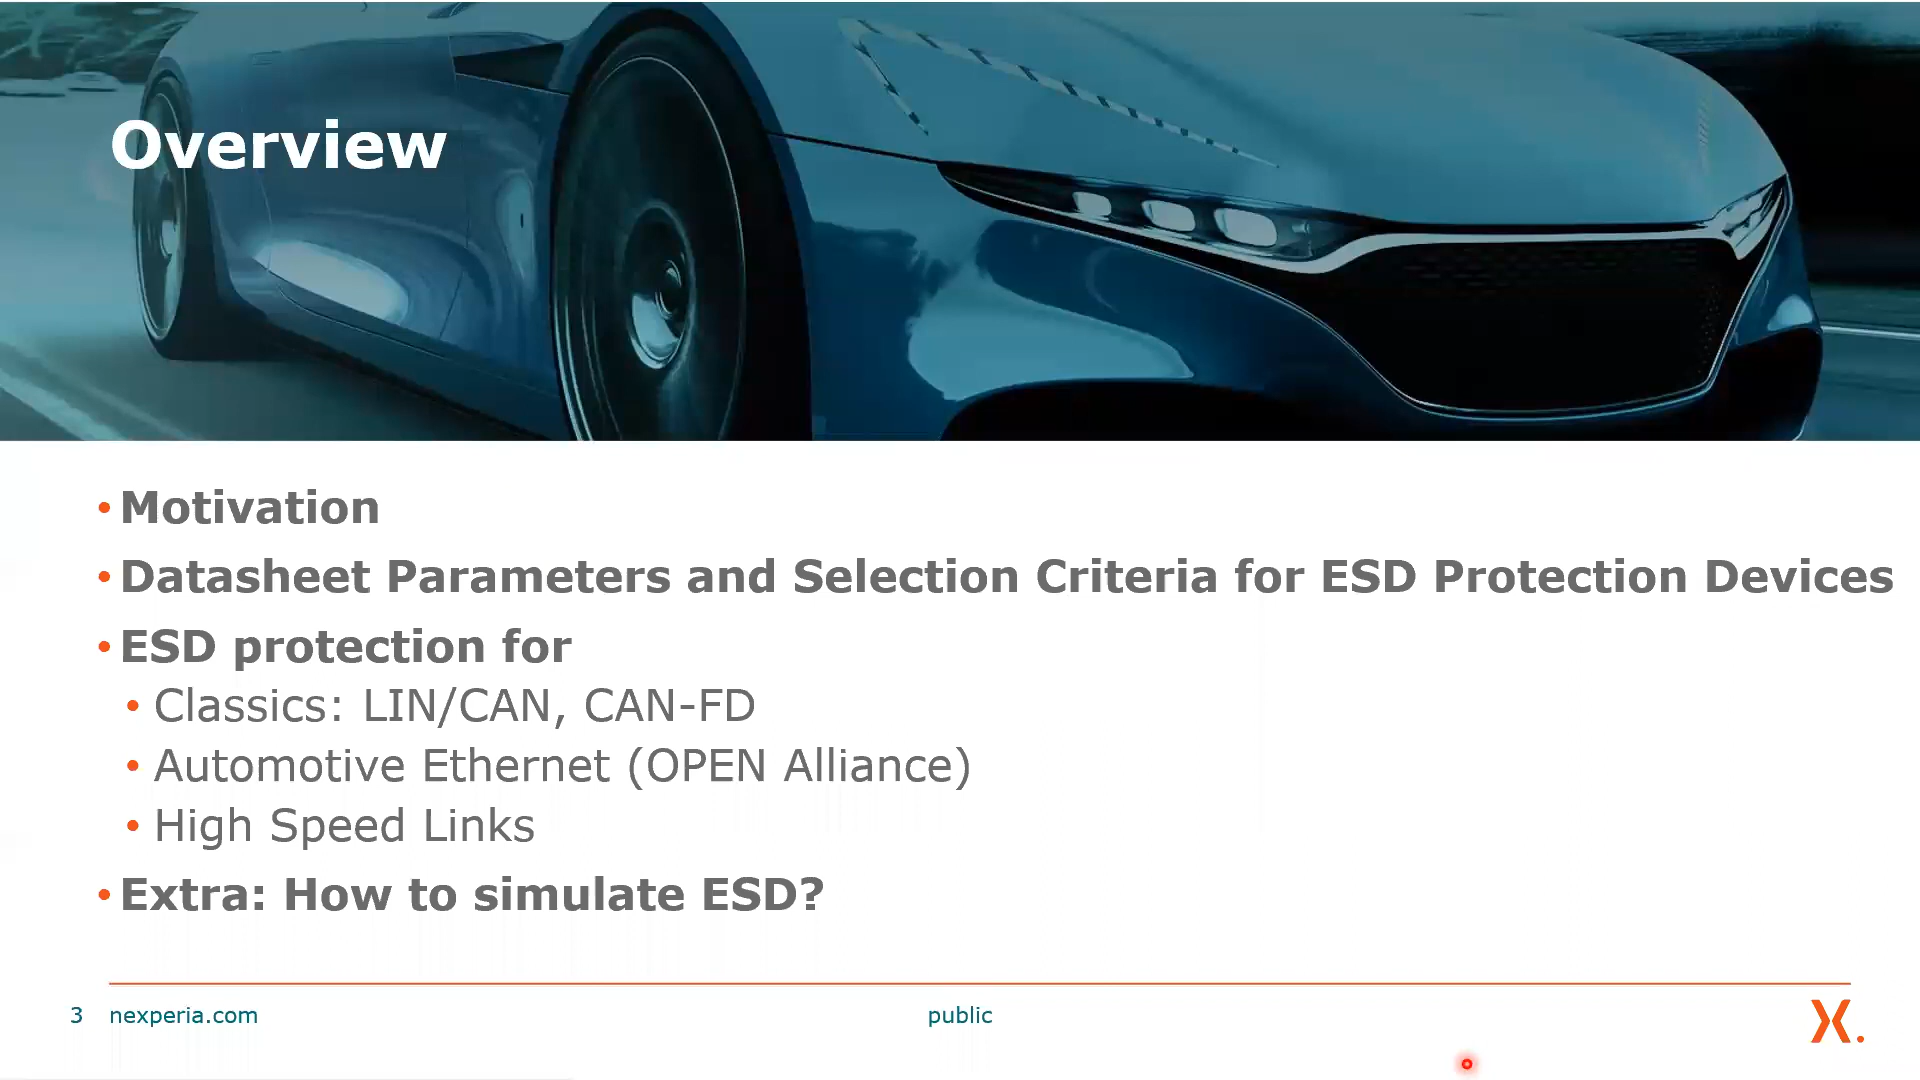 Overview
• Motivation
• Datasheet Parameters and Selection Criteria for ESD Protection Devices
• ESD protection for
• Classics: LIN/CAN, CAN-FD
• Automotive Ethernet (OPEN Alliance)
• High Speed Links
• Extra: How to simulate ESD?
3 nexperia.com public